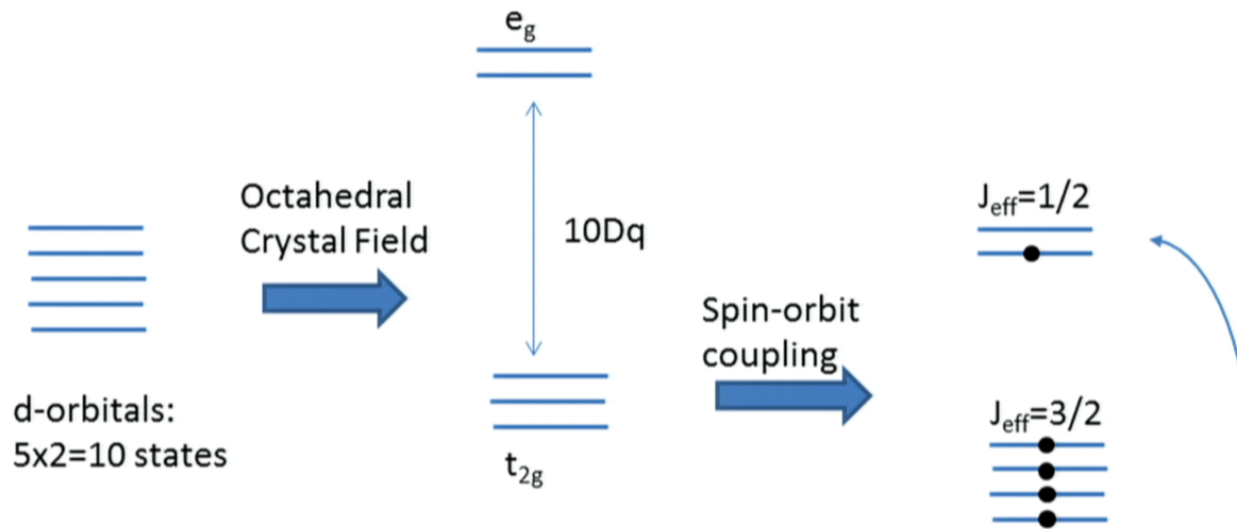 d-orbitals:
5x2=10 states
Octahedral
Crystal Field
e_g
10Dq
t_2g
Spin-orbit
coupling
J_eff=1/2
J_eff=3/2